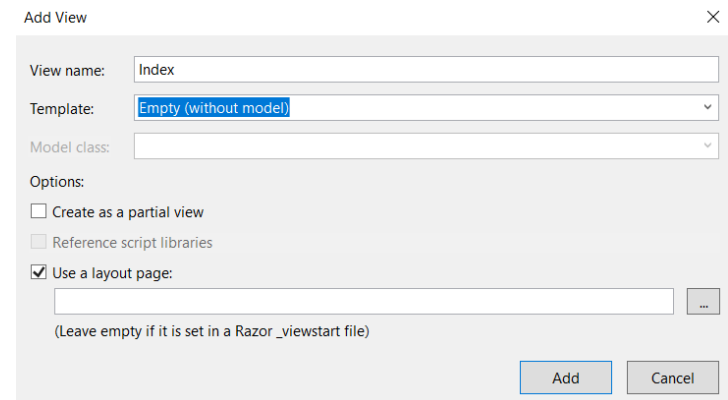 Add View
View name: Index
Template: Empty (without model)
Model class:
Options:
Create as a partial view
Reference script libraries
Use a layout page:
...
(Leave empty if it is set in a Razor _viewstart file)
Add Cancel